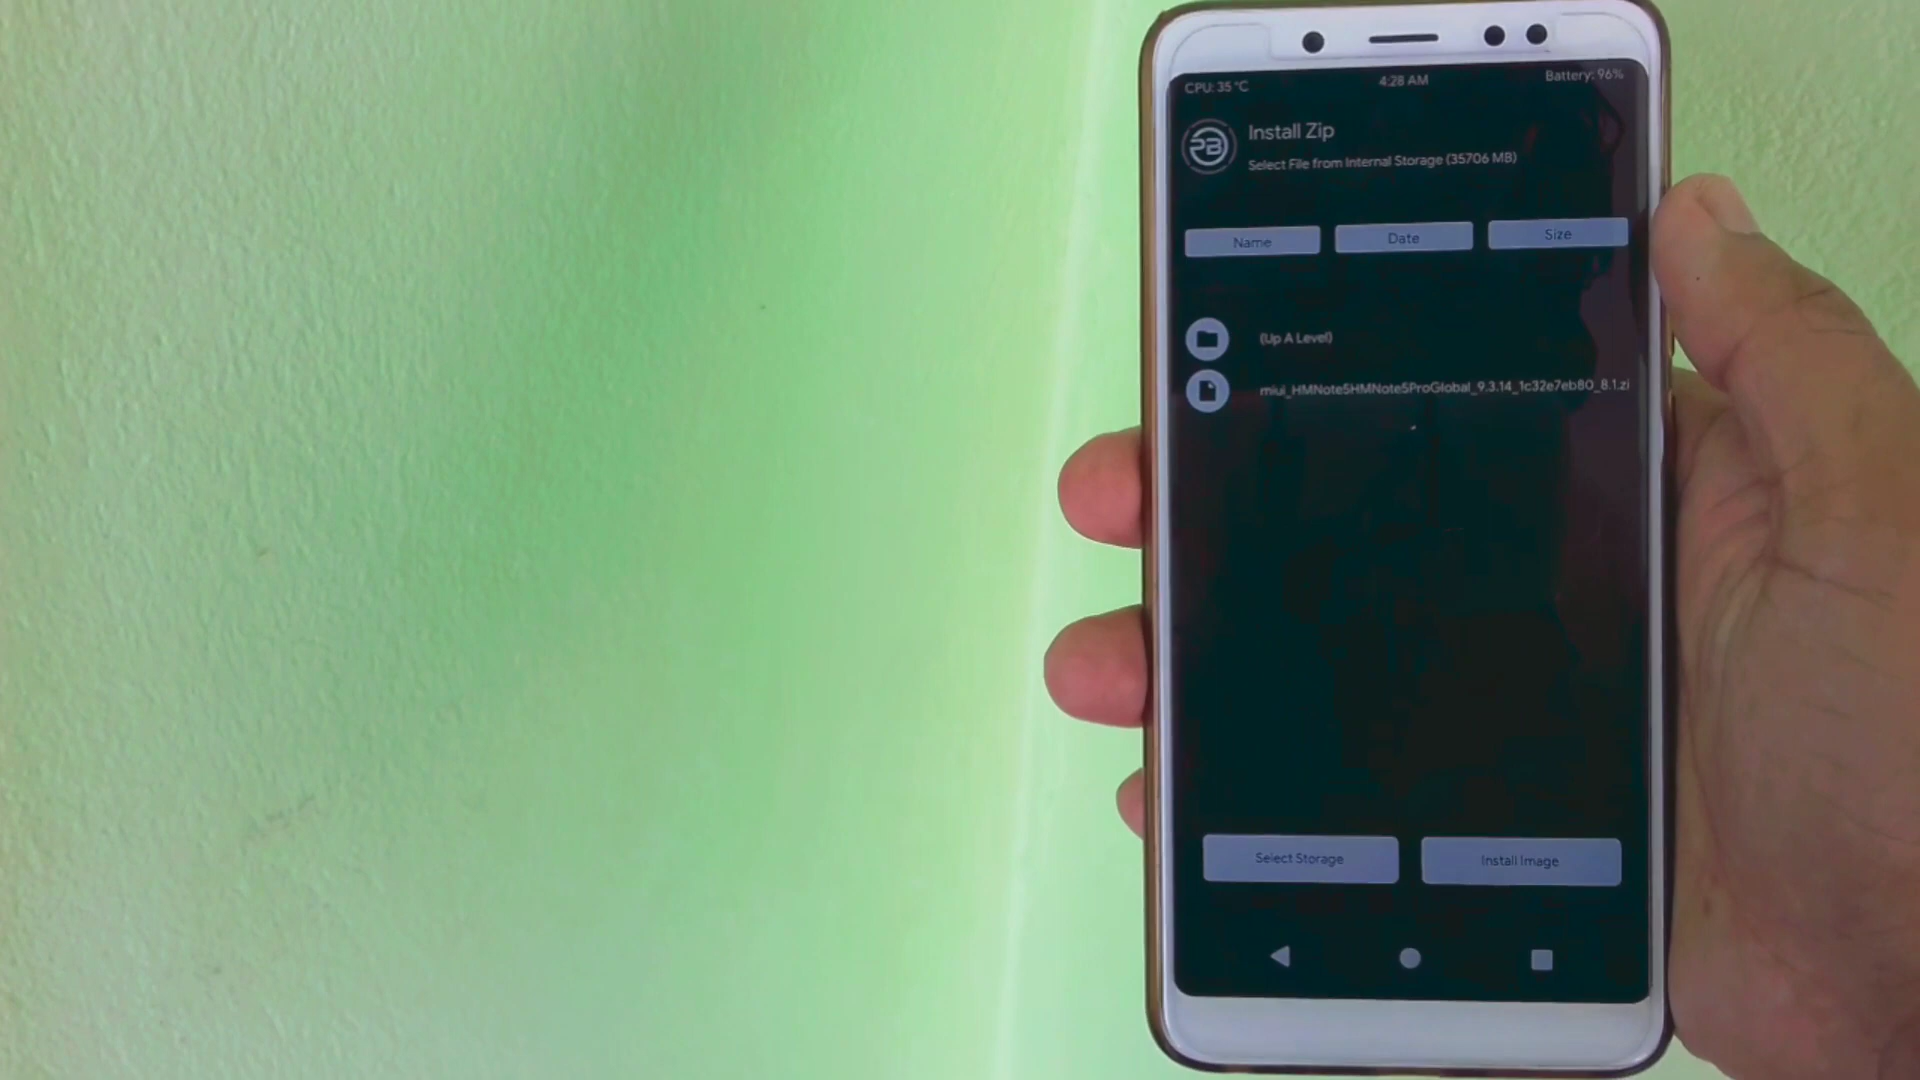 CPU: 35 °C 4:28 AM Battery: 96%
PB
Install Zip
Select File from Internal Storage (35706 MB)
Name Date Size
(Up A Level)
miui_HMNote5HMNote5ProGlobal_9.3.14_1c32e7eb80_8.1.zi
Select Storage Install Image